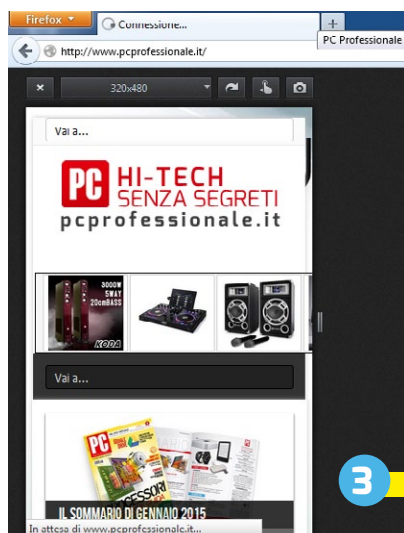 Firefox
Connessione...
+
PC Professionale
http://www.pcprofessionale.it/
320x480
Vai a...
PC HI-TECH
SENZA SEGRETI
pcprofessionale.it
3000W
5WAY
20cmBASS
KODA
Vai a...
PC
IL SOMMARIO DI GENNAIO 2015
In attesa di www.pcprofessionale.it...
3